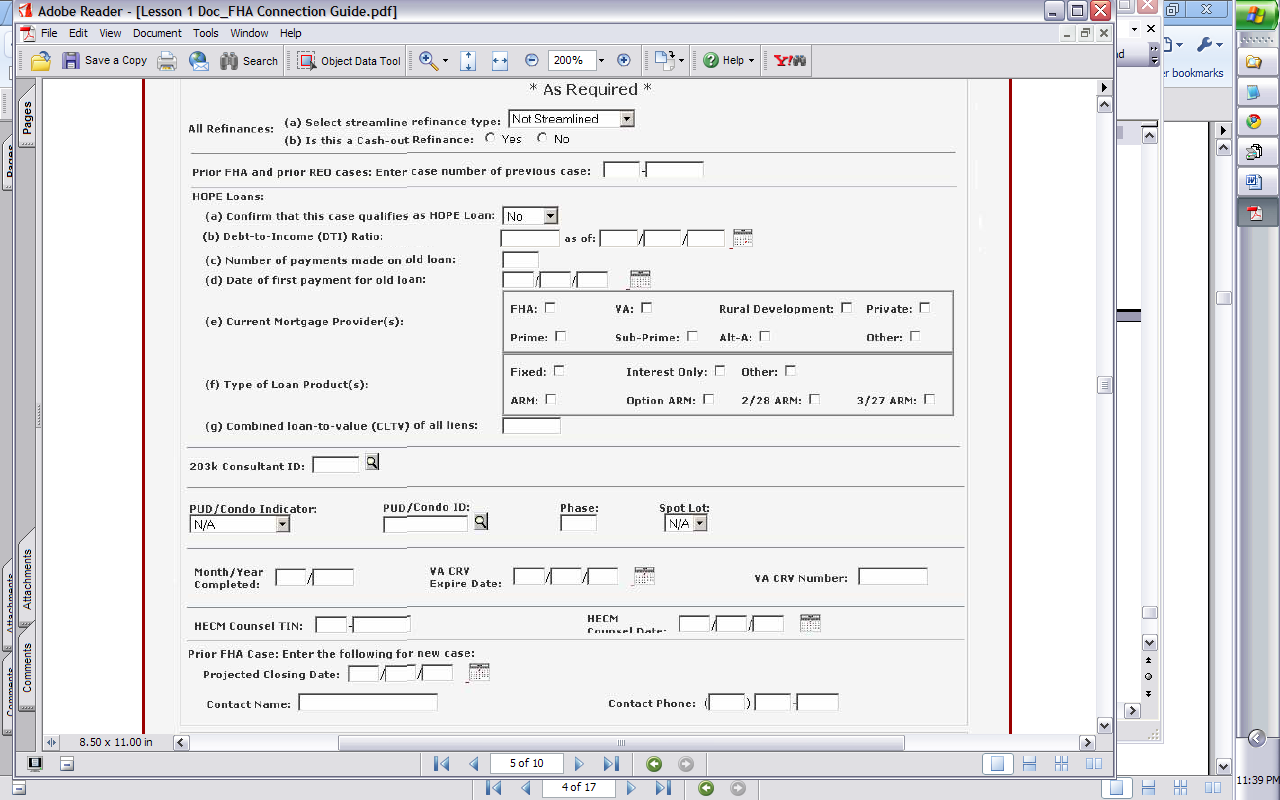 Adobe Reader - [Lesson 1 Doc_FHA Connection Guide.pdf]
File Edit View Document Tools Window Help
Save a Copy Search Object Data Tool 200% Help Y!
* As Required *
All Refinances: (a) Select streamline refinance type: Not Streamlined
(b) Is this a Cash-out Refinance: Yes No
Prior FHA and prior REO cases: Enter case number of previous case: -
HOPE Loans:
(a) Confirm that this case qualifies as HOPE Loan: No
(b) Debt-to-Income (DTI) Ratio: as of: / /
(c) Number of payments made on old loan:
(d) Date of first payment for old loan: / /
(e) Current Mortgage Provider(s):
FHA: VA: Rural Development: Private:
Prime: Sub-Prime: Alt-A: Other:
(f) Type of Loan Product(s):
Fixed: Interest Only: Other:
ARM: Option ARM: 2/28 ARM: 3/27 ARM:
(g) Combined loan-to-value (CLTV) of all liens:
203k Consultant ID:
PUD/Condo Indicator: PUD/Condo ID: Phase: Spot Lot:
N/A N/A
Month/Year Completed: / VA CRV Expire Date: / / VA CRV Number:
HECM Counsel TIN: - HECM Counsel Date: / /
Prior FHA Case: Enter the following for new case:
Projected Closing Date: / /
Contact Name: Contact Phone: ( ) -
8.50 x 11.00 in
5 of 10
4 of 17
Pages
Attachments
Comments
Pages
Attachments
Comments
er bookmarks
11:39 PM